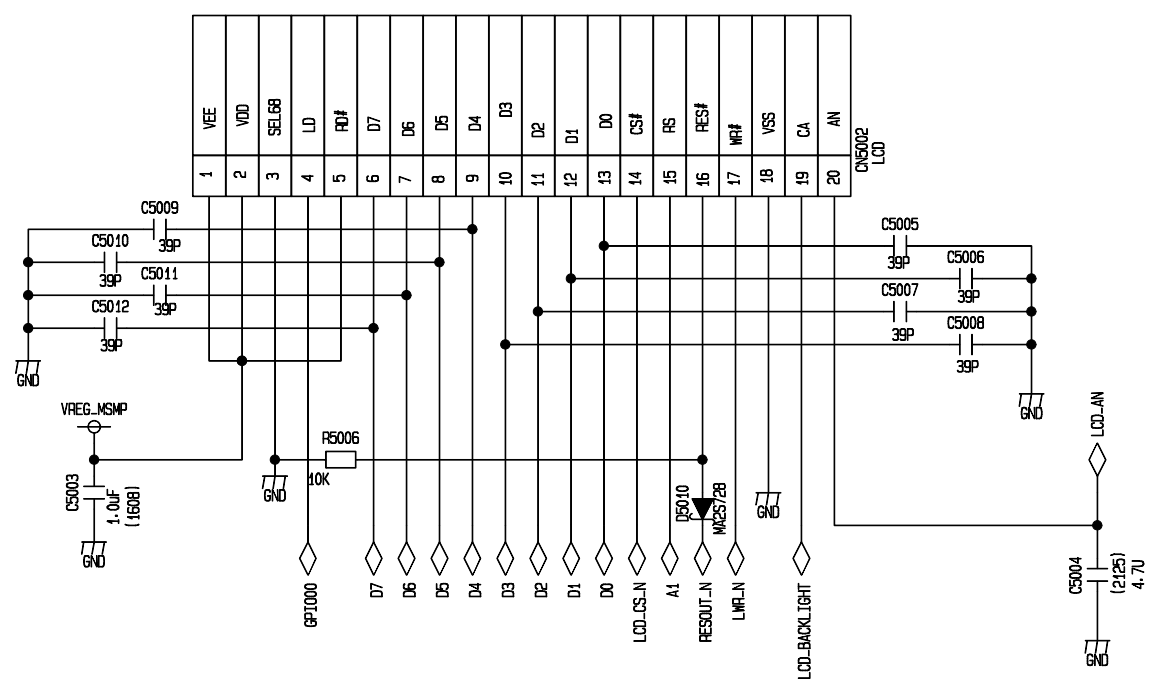 VEE VDD SEL68 LD RD# D7 D6 D5 D4 D3 D2 D1 D0 CS# RS RES# WR# VSS CA AN
1 2 3 4 5 6 7 8 9 10 11 12 13 14 15 16 17 18 19 20
CN5002
LCD
C5009
39P
C5010
39P
C5011
39P
C5012
39P
GND
C5005
39P
C5006
39P
C5007
39P
C5008
39P
GND
VREG_MSMP
C5003
1.0uF
(1608)
GND
R5006
10K
GND
D5010
MA2S728
GND
LCD_AN
C5004
(2125)
4.7U
GND
GPIO00
D7
D6
D5
D4
D3
D2
D1
D0
LCD_CS_N
A1
RESOUT_N
LWR_N
LCD_BACKLIGHT